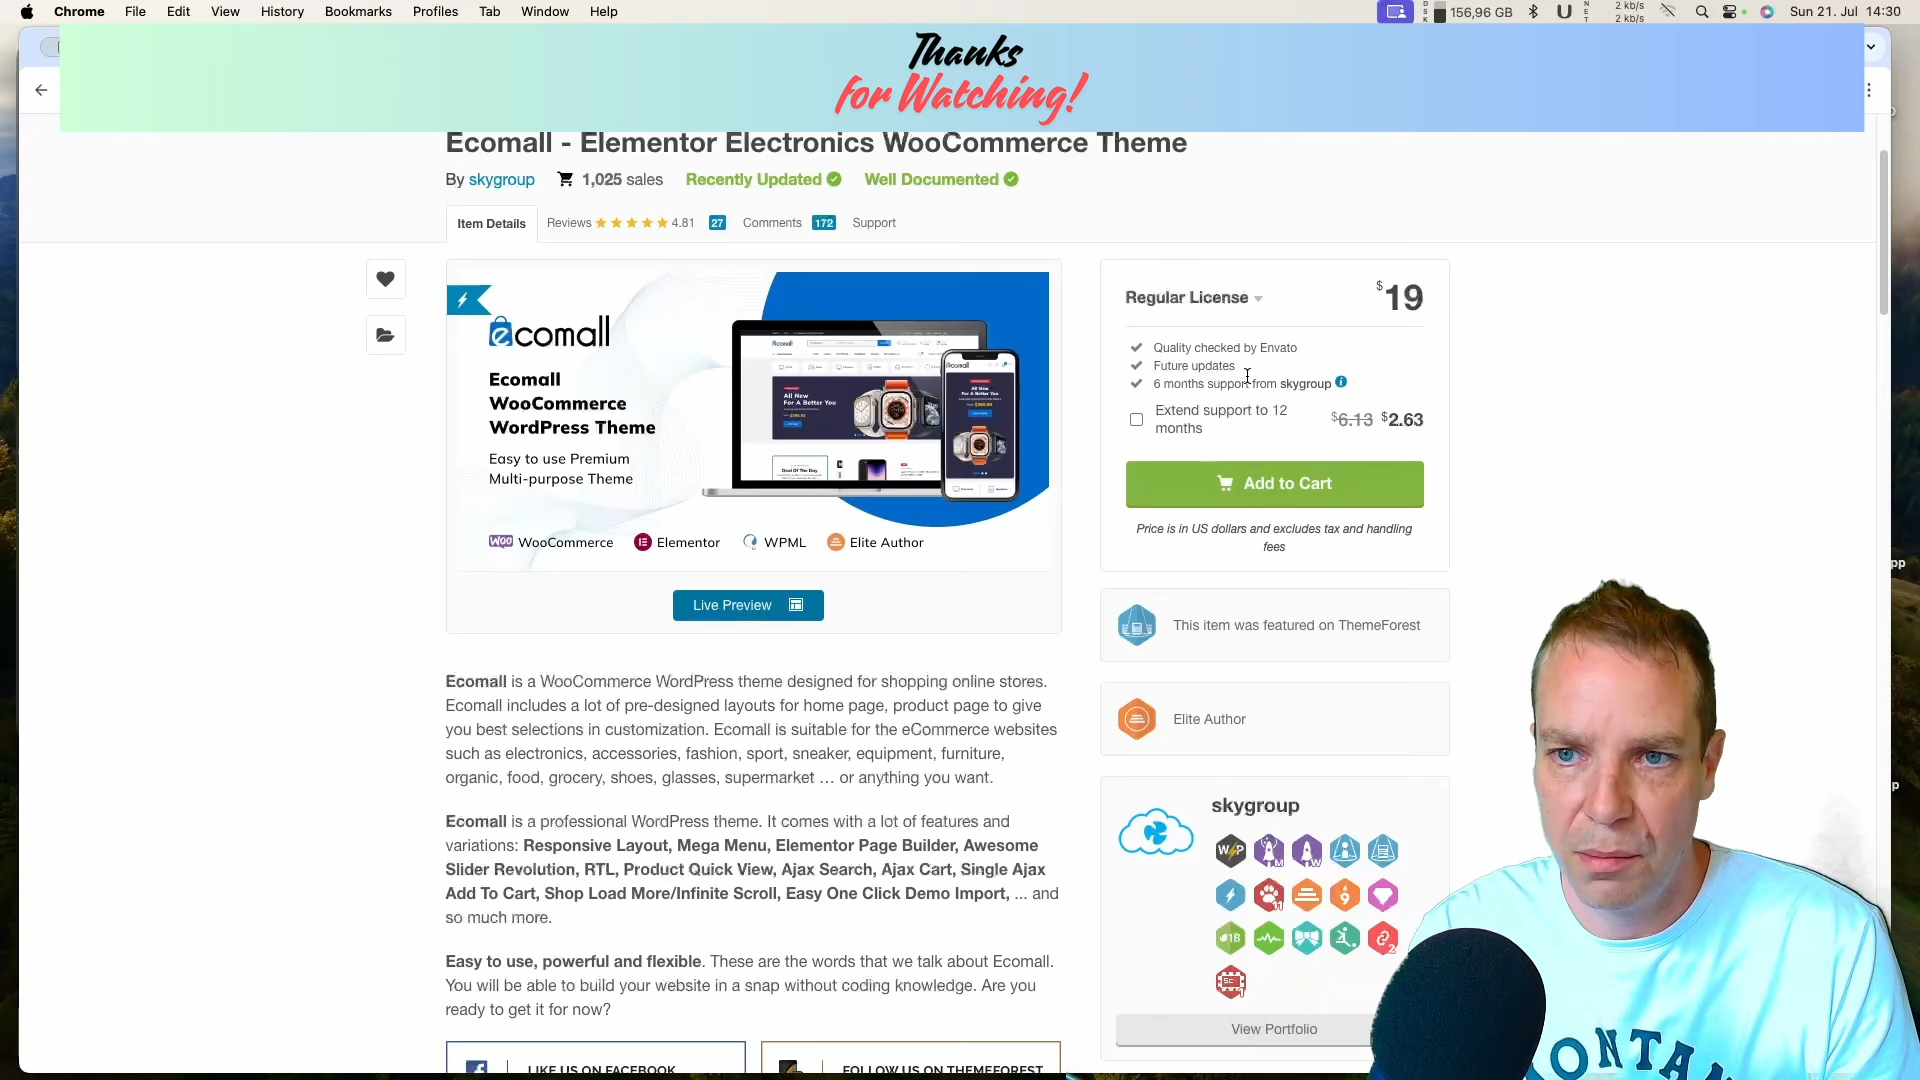 Chrome File Edit View History Bookmarks Profiles Tab Window Help
156,96 GB 2 kb/s 2 kb/s Sun 21. Jul 14:30
Thanks
for Watching!
Ecomall - Elementor Electronics WooCommerce Theme
By skygroup 1,025 sales Recently Updated Well Documented
Item Details Reviews 4.81 27 Comments 172 Support
ecomall
Ecomall
WooCommerce
WordPress Theme
Easy to use Premium
Multi-purpose Theme
WOO WooCommerce Elementor WPML Elite Author
Live Preview
Regular License $19
Quality checked by Envato
Future updates
6 months support from skygroup
Extend support to 12
months $6.13 $2.63
Add to Cart
Price is in US dollars and excludes tax and handling
fees
This item was featured on ThemeForest
Elite Author
skygroup
View Portfolio
Ecomall is a WooCommerce WordPress theme designed for shopping online stores.
Ecomall includes a lot of pre-designed layouts for home page, product page to give
you best selections in customization. Ecomall is suitable for the eCommerce websites
such as electronics, accessories, fashion, sport, sneaker, equipment, furniture,
organic, food, grocery, shoes, glasses, supermarket … or anything you want.
Ecomall is a professional WordPress theme. It comes with a lot of features and
variations: Responsive Layout, Mega Menu, Elementor Page Builder, Awesome
Slider Revolution, RTL, Product Quick View, Ajax Search, Ajax Cart, Single Ajax
Add To Cart, Shop Load More/Infinite Scroll, Easy One Click Demo Import, ... and
so much more.
Easy to use, powerful and flexible. These are the words that we talk about Ecomall.
You will be able to build your website in a snap without coding knowledge. Are you
ready to get it for now?
LIKE US ON FACEBOOK
FOLLOW US ON THEMEFOREST